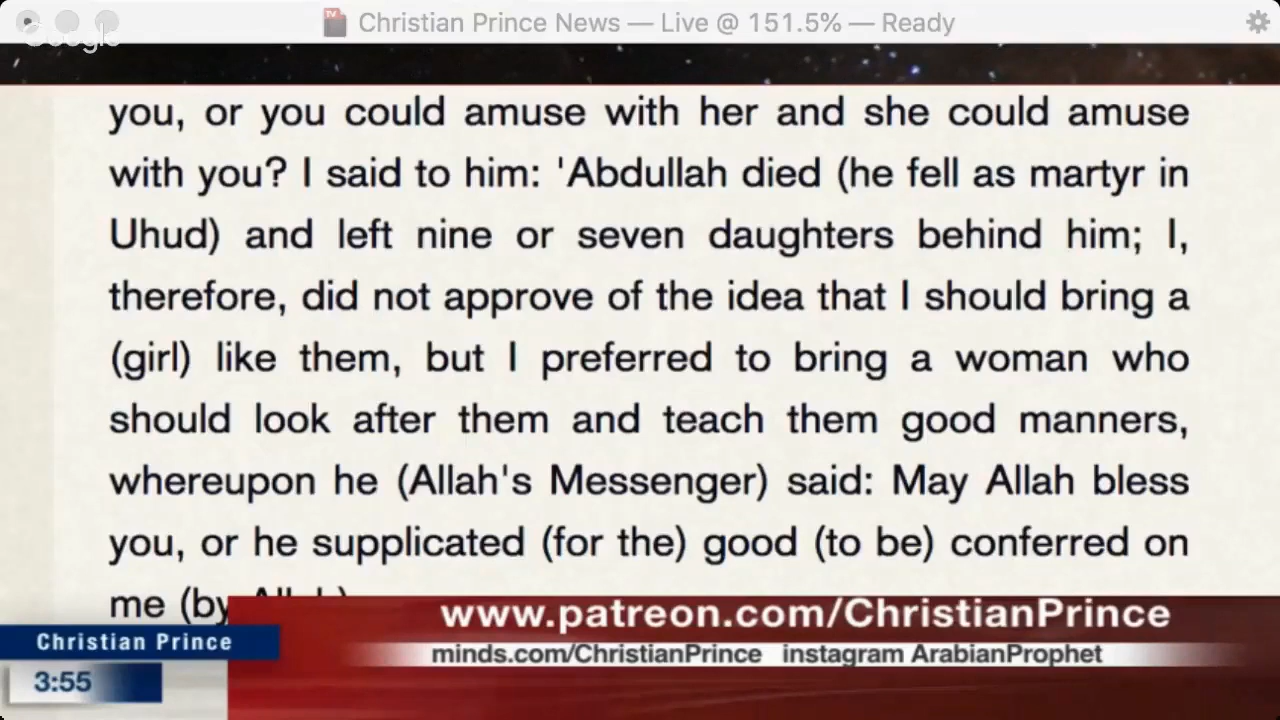 Christian Prince News — Live @ 151.5% — Ready
Google
you, or you could amuse with her and she could amuse
with you? I said to him: 'Abdullah died (he fell as martyr in
Uhud) and left nine or seven daughters behind him; I,
therefore, did not approve of the idea that I should bring a
(girl) like them, but I preferred to bring a woman who
should look after them and teach them good manners,
whereupon he (Allah's Messenger) said: May Allah bless
you, or he supplicated (for the) good (to be) conferred on
me (by
www.patreon.com/ChristianPrince
Christian Prince
minds.com/ChristianPrince instagram ArabianProphet
3:55